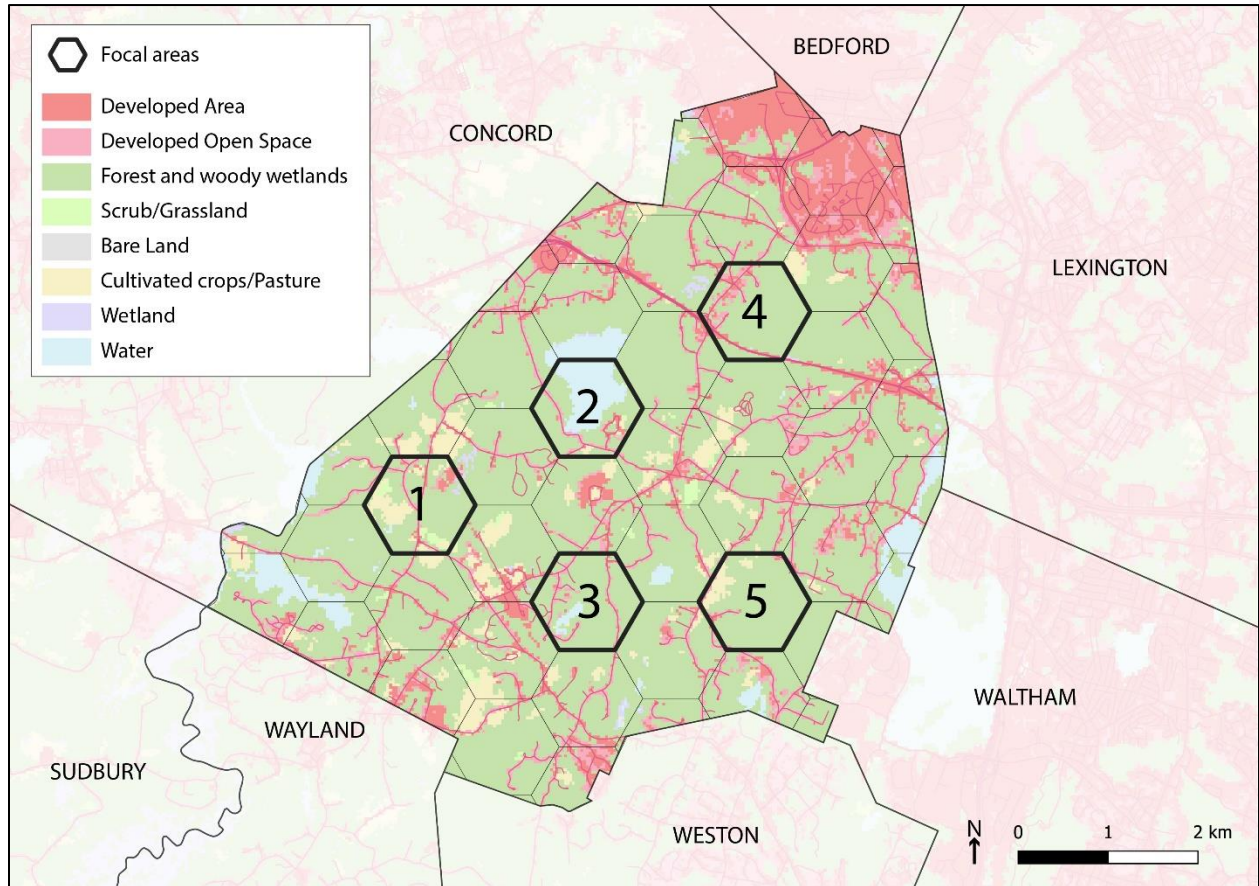 Focal areas
Developed Area
Developed Open Space
Forest and woody wetlands
Scrub/Grassland
Bare Land
Cultivated crops/Pasture
Wetland
Water
BEDFORD
CONCORD
LEXINGTON
4
2
1
3
5
WAYLAND
SUDBURY
WALTHAM
WESTON
N
0 1 2 km